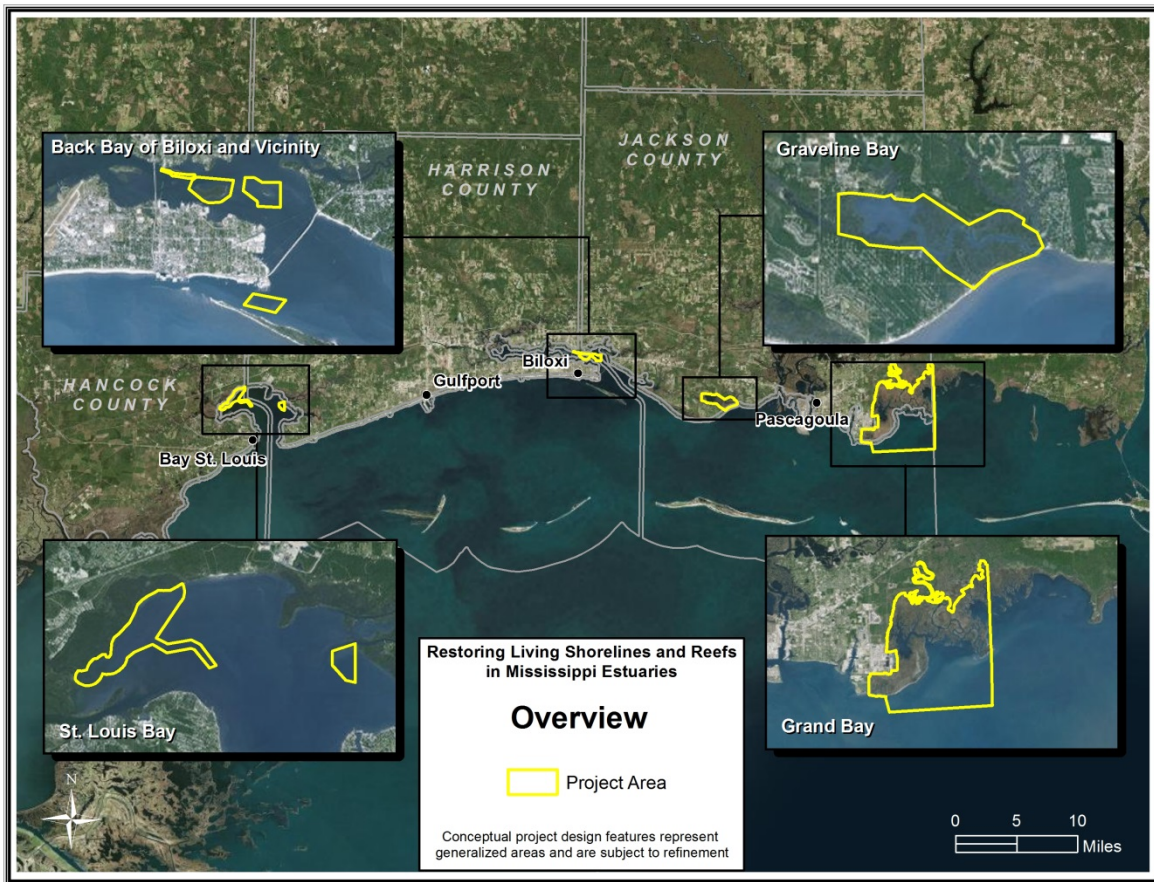 Back Bay of Biloxi and Vicinity
HARRISON
COUNTY
JACKSON
COUNTY
Graveline Bay
HANCOCK
COUNTY
Bay St. Louis
Gulfport
Biloxi
Pascagoula
St. Louis Bay
Grand Bay
Restoring Living Shorelines and Reefs
in Mississippi Estuaries
Overview
Project Area
Conceptual project design features represent
generalized areas and are subject to refinement
N
0 5 10
Miles